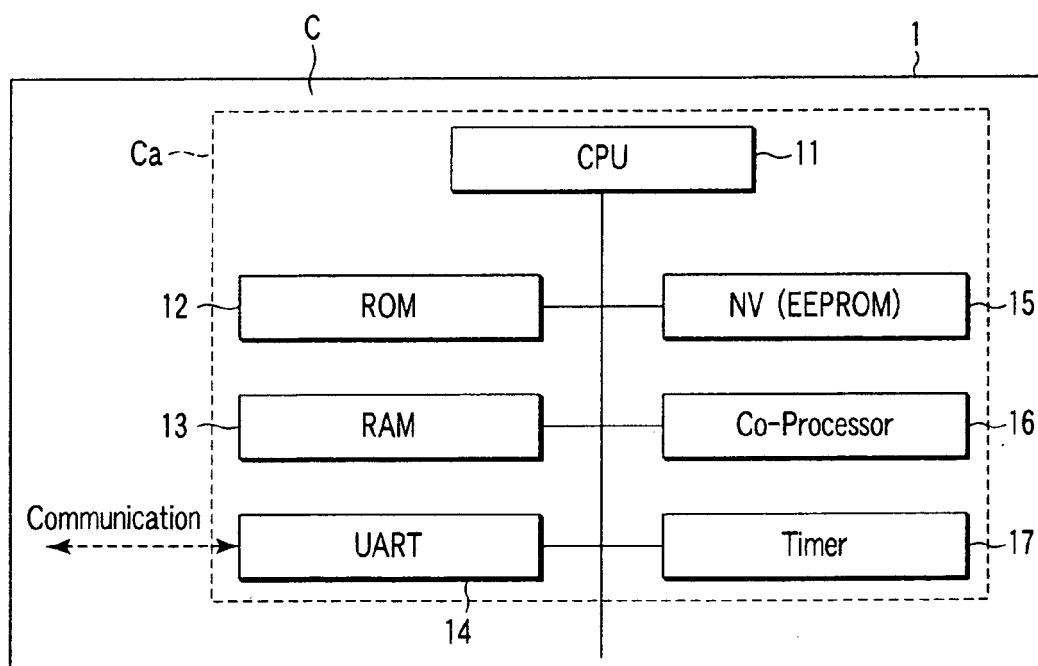 C
1
Ca
CPU
11
12
ROM
NV (EEPROM)
15
13
RAM
Co-Processor
16
Communication
UART
Timer
17
14